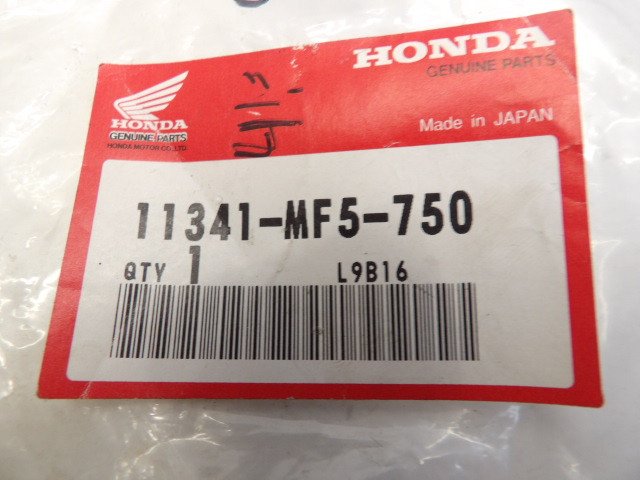 HONDA
GENUINE PARTS
HONDA
GENUINE PARTS
HONDA MOTOR CO.,LTD.
Made in JAPAN
11341-MF5-750
QTY 1 L9B16